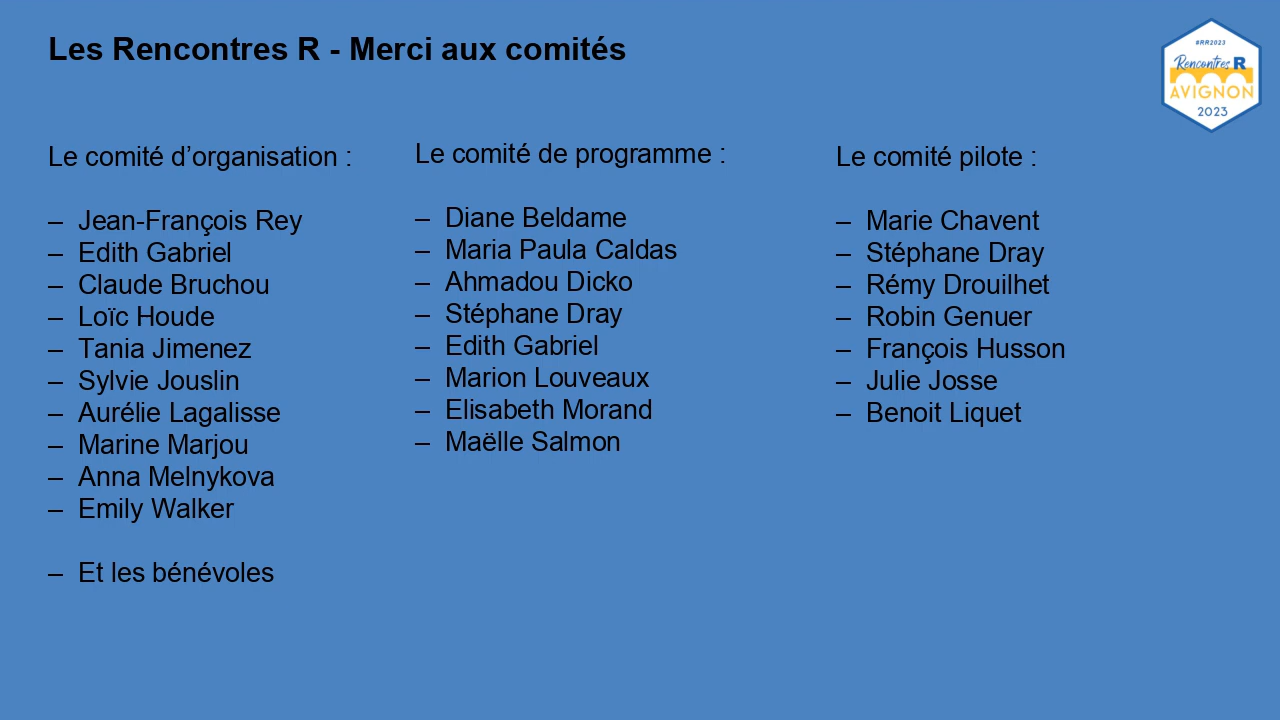 Les Rencontres R - Merci aux comités
#RR2023
Rencontres R
AVIGNON
2023
Le comité d’organisation :
– Jean-François Rey
– Edith Gabriel
– Claude Bruchou
– Loïc Houde
– Tania Jimenez
– Sylvie Jouslin
– Aurélie Lagalisse
– Marine Marjou
– Anna Melnykova
– Emily Walker
– Et les bénévoles
Le comité de programme :
– Diane Beldame
– Maria Paula Caldas
– Ahmadou Dicko
– Stéphane Dray
– Edith Gabriel
– Marion Louveaux
– Elisabeth Morand
– Maëlle Salmon
Le comité pilote :
– Marie Chavent
– Stéphane Dray
– Rémy Drouilhet
– Robin Genuer
– François Husson
– Julie Josse
– Benoit Liquet